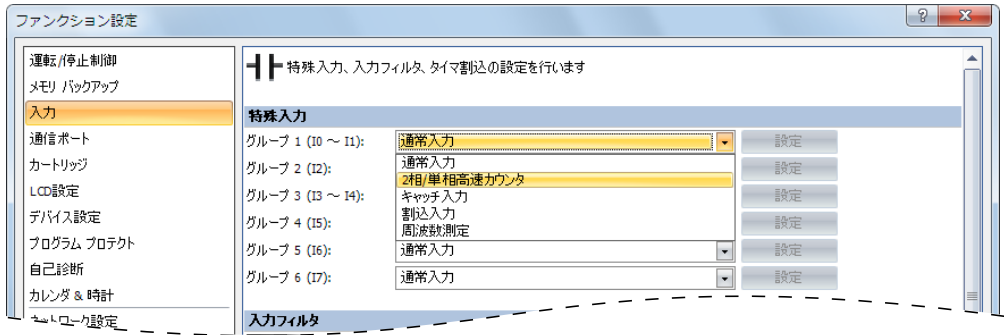 ファンクション設定
運転/停止制御
メモリ バックアップ
入力
通信ポート
カートリッジ
LCD設定
デバイス設定
プログラム プロテクト
自己診断
カレンダ & 時計
ネットワーク設定
特殊入力、入力フィルタ、タイマ割込の設定を行います
特殊入力
グループ 1 (I0 ～ I1): 通常入力 設定
通常入力
グループ 2 (I2): 設定
2相/単相高速カウンタ
グループ 3 (I3 ～ I4): キャッチ入力 設定
割込入力
グループ 4 (I5): 設定
周波数測定
グループ 5 (I6): 通常入力 設定
グループ 6 (I7): 通常入力 設定
入力フィルタ